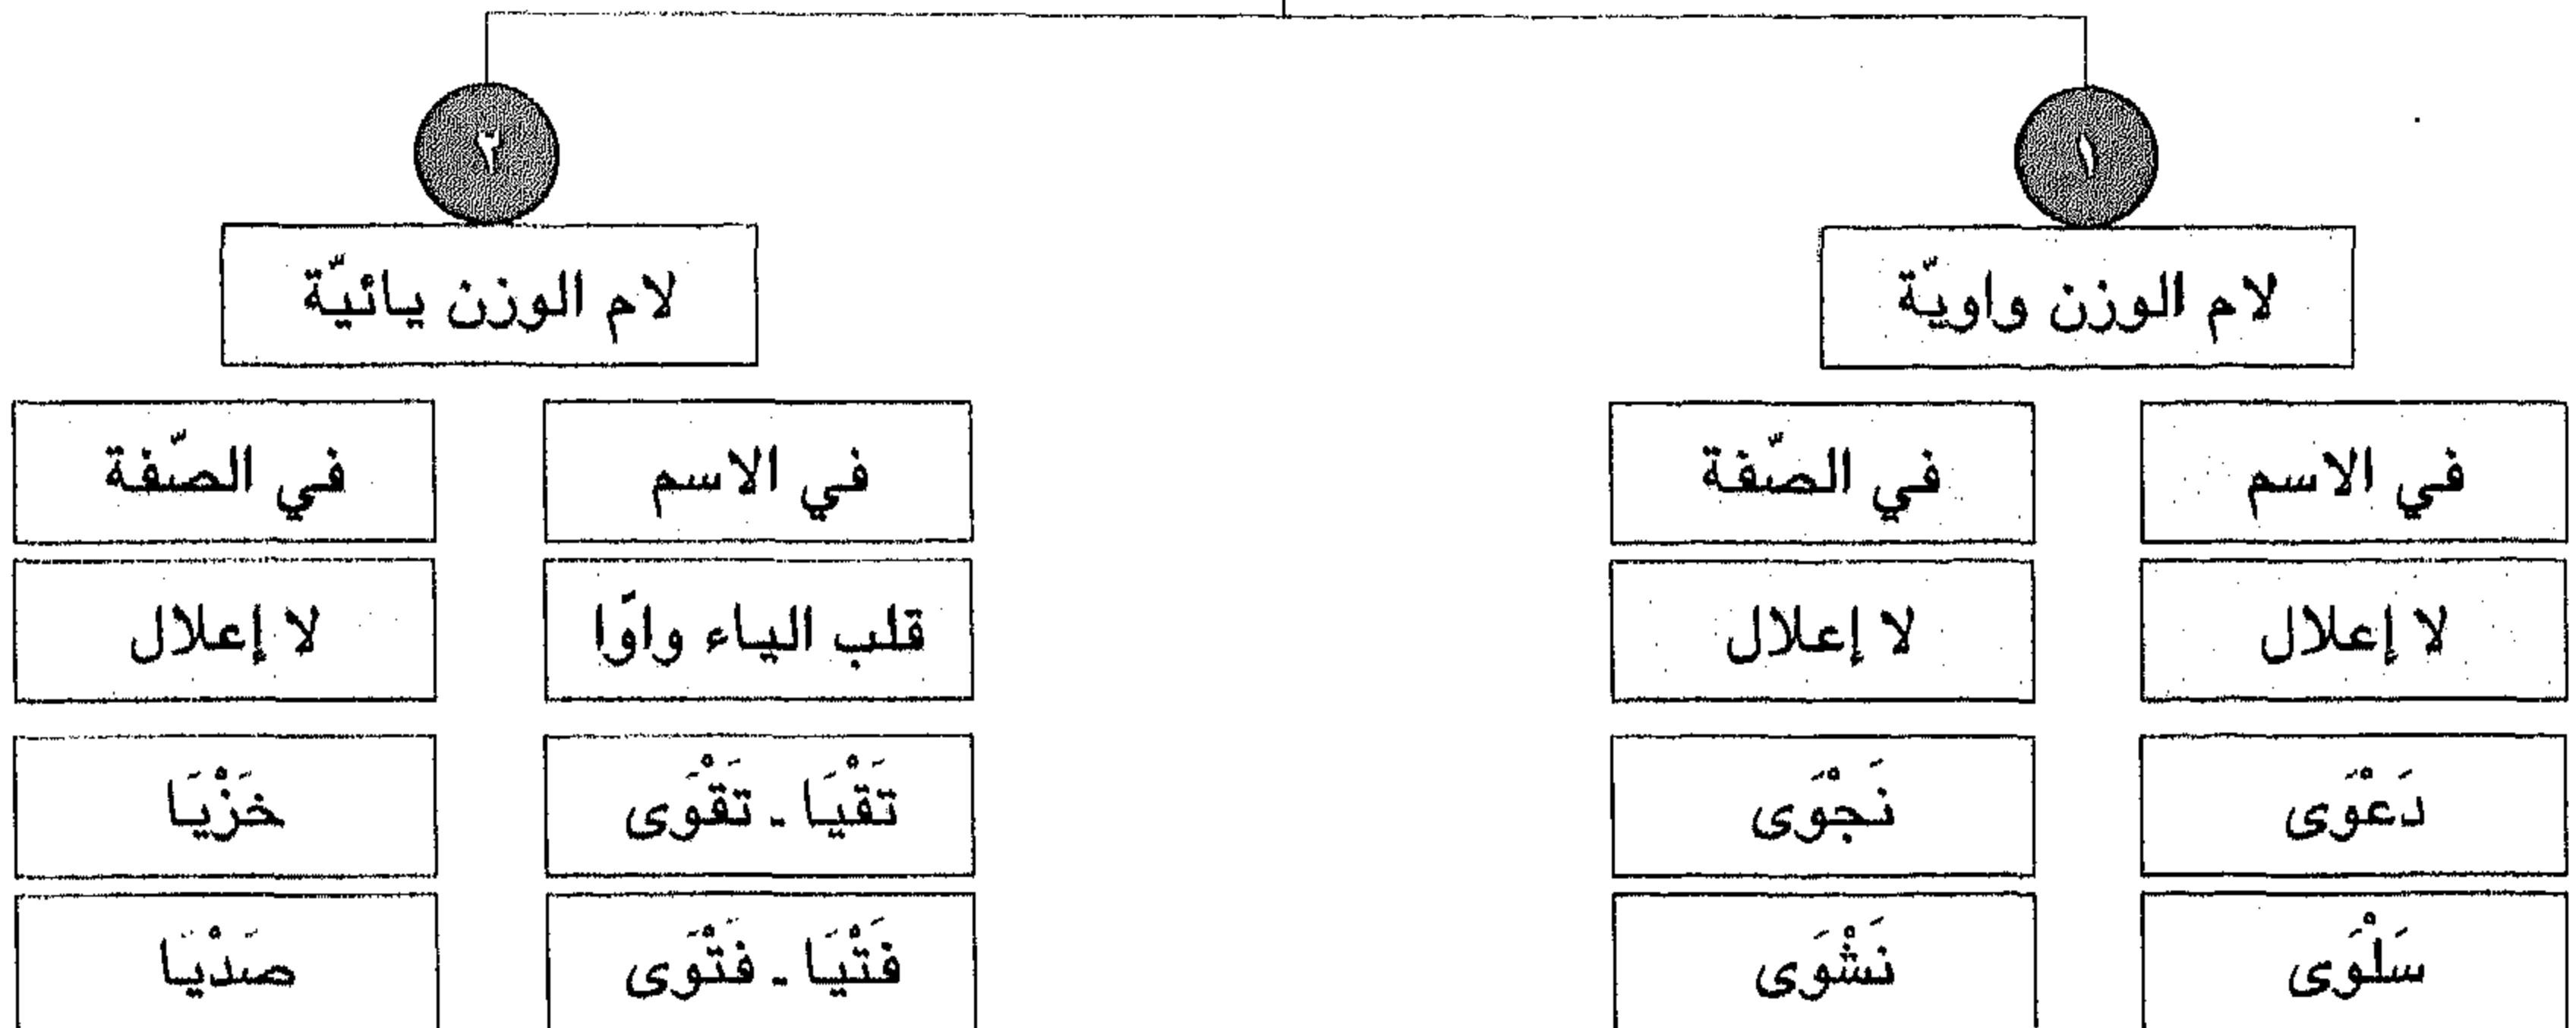 ١
٢
لام الوزن واويّة
لام الوزن يائيّة
في الاسم
في الصّفة
في الاسم
في الصّفة
لا إعلال
لا إعلال
قلب الياء واوًا
لا إعلال
دَعْوَى
نَجْوَى
تَقْيَا ـ تَقْوَى
خَزْيَا
سَلْوَى
نَشْوَى
فَتْيَا ـ فَتْوَى
صَدْيَا